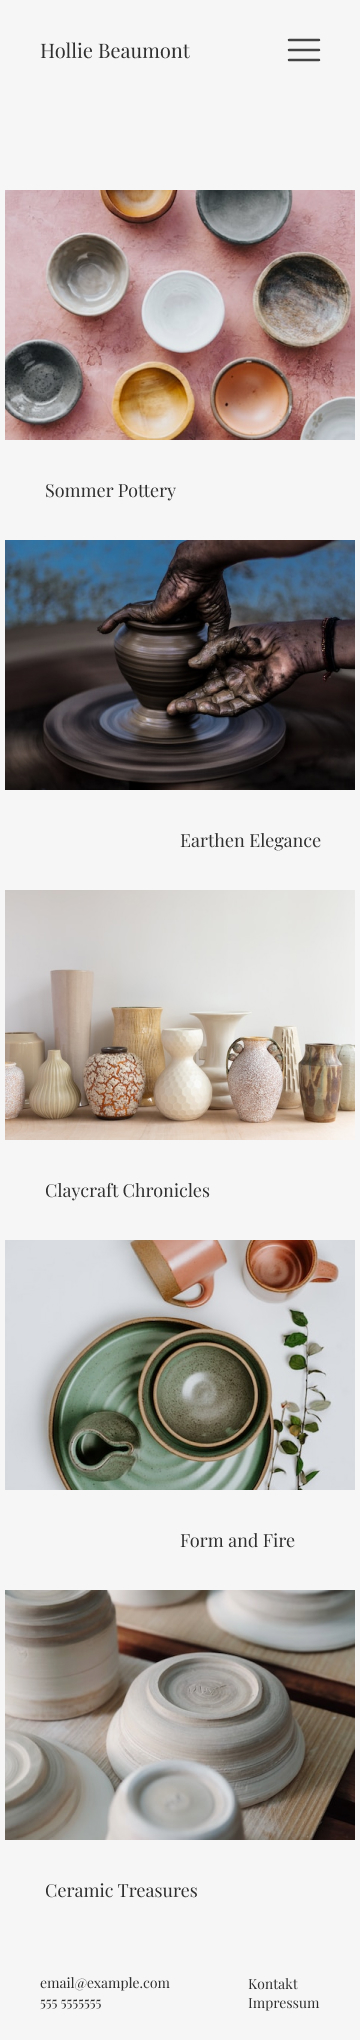 Hollie Beaumont
Sommer Pottery
Earthen Elegance
Claycraft Chronicles
Form and Fire
Ceramic Treasures
email@example.com
555 5555555
Kontakt
Impressum